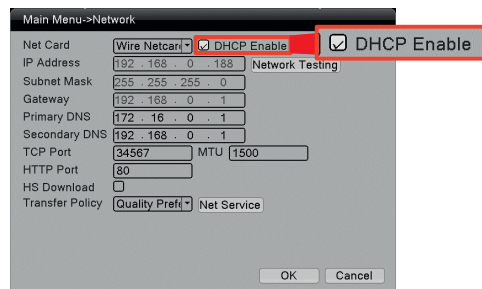 Main Menu->Network
Net Card Wire Netcar DHCP Enable
DHCP Enable
IP Address 192 . 168 . 0 . 188 Network Testing
Subnet Mask 255 . 255 . 255 . 0
Gateway 192 . 168 . 0 . 1
Primary DNS 172 . 16 . 0 . 1
Secondary DNS 192 . 168 . 0 . 1
TCP Port 34567 MTU 1500
HTTP Port 80
HS Download
Transfer Policy Quality Prefe Net Service
OK Cancel